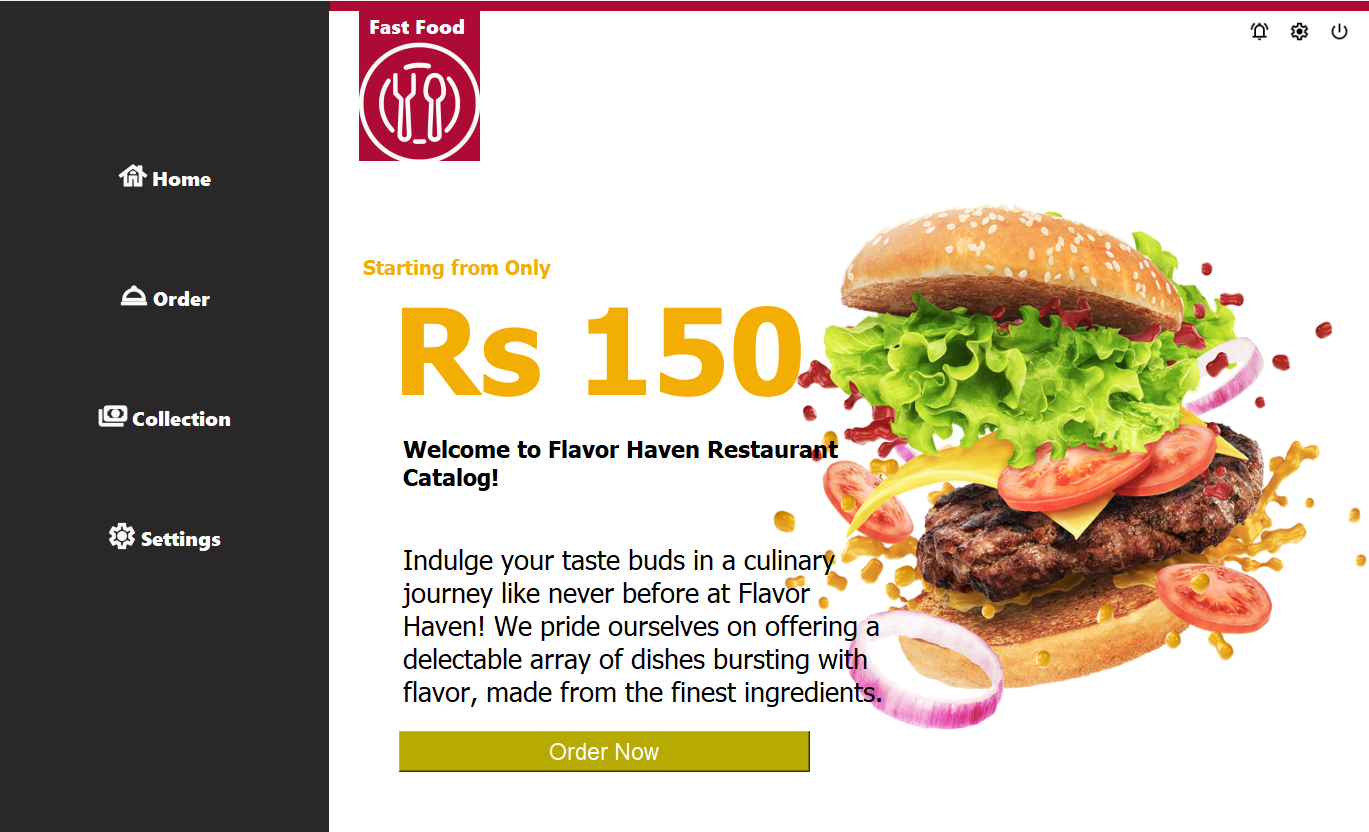 Fast Food
Home
Order
Collection
Settings
Starting from Only
Rs 150
Welcome to Flavor Haven Restaurant
Catalog!
Indulge your taste buds in a culinary
journey like never before at Flavor
Haven! We pride ourselves on offering a
delectable array of dishes bursting with
flavor, made from the finest ingredients.
Order Now